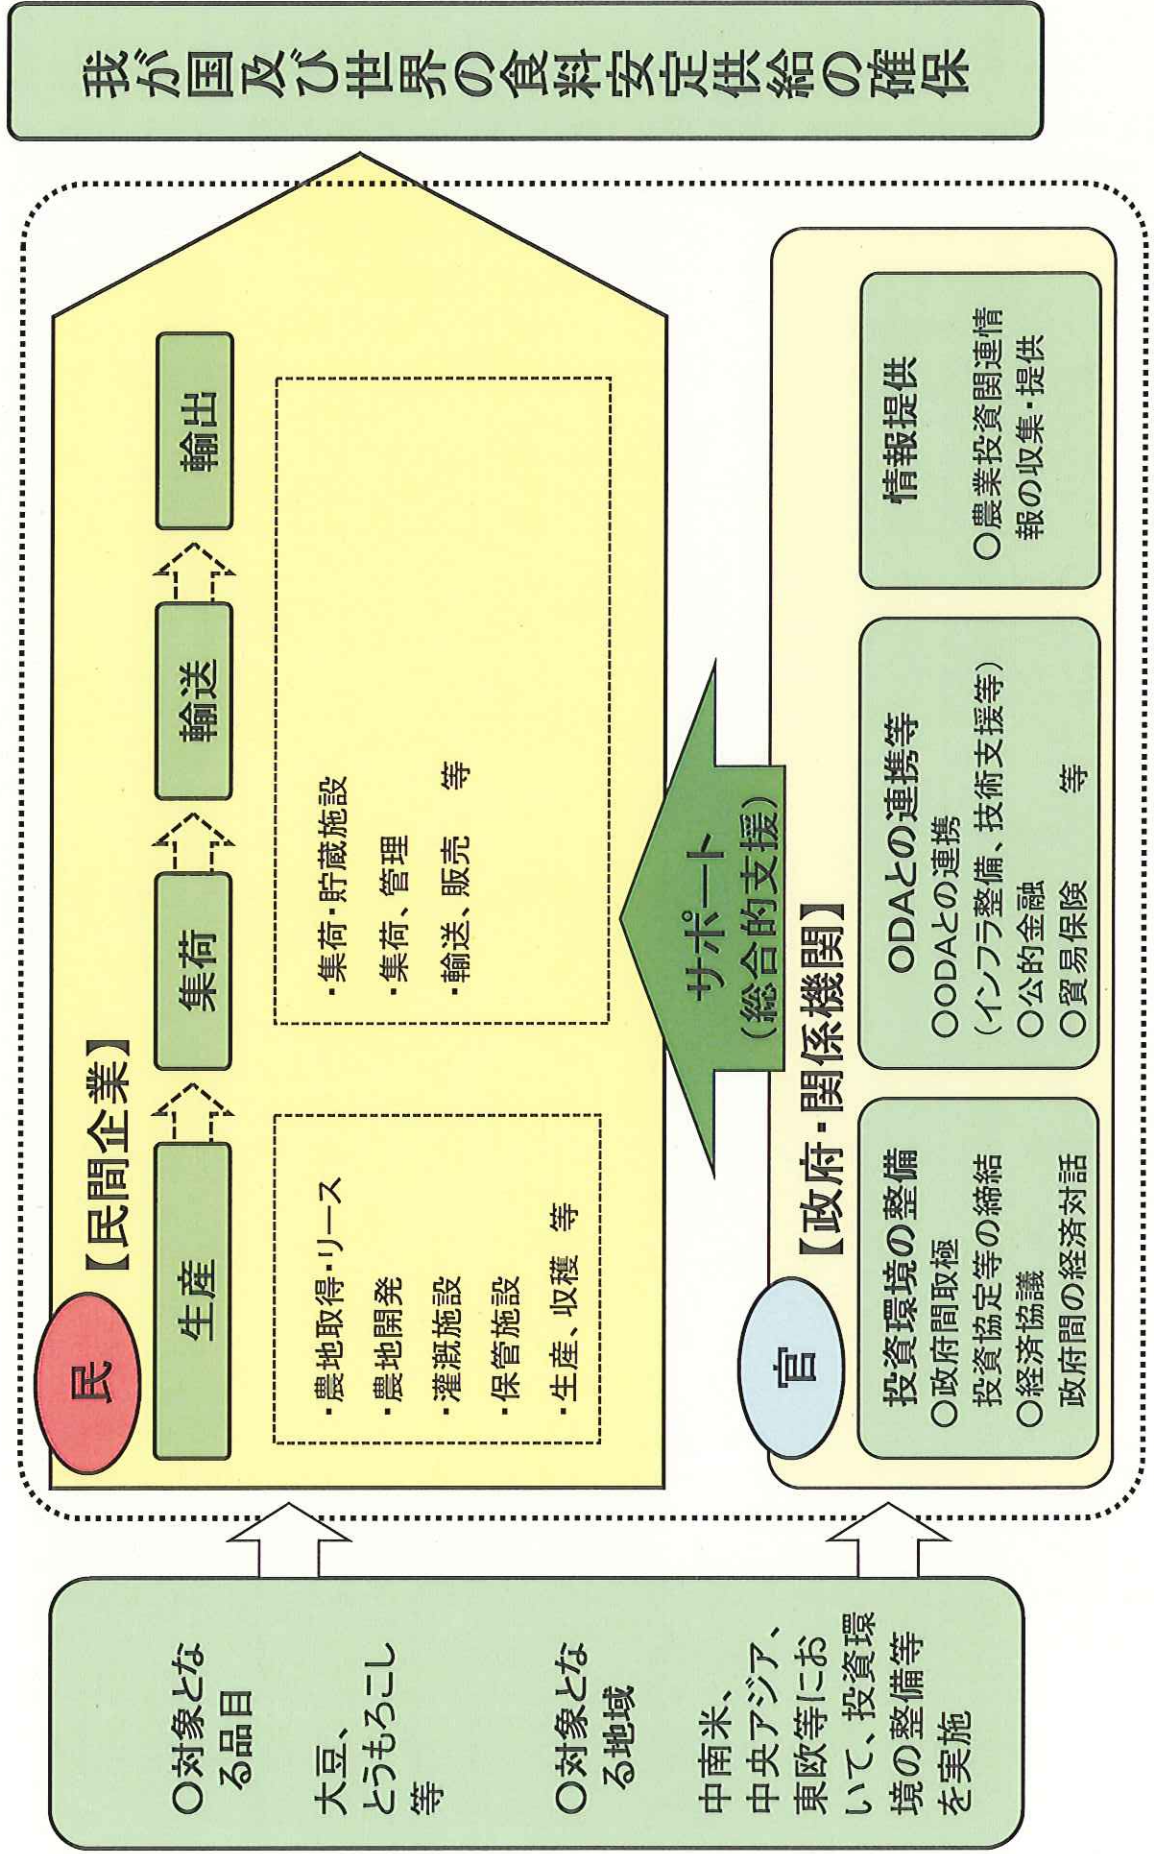 ○対象とな
る品目
大豆、
とうもろこし
等
○対象とな
る地域
中南米、
中央アジア、
東欧等にお
いて、投資環
境の整備等
を実施
民
【民間企業】
生産
集荷
輸送
輸出
・農地取得・リース
・農地開発
・灌漑施設
・保管施設
・生産、収穫 等
・集荷・貯蔵施設
・集荷、管理
・輸送、販売 等
サポート
(総合的支援)
官
【政府・関係機関】
投資環境の整備
○政府間取極
投資協定等の締結
○経済協議
政府間の経済対話
ODAとの連携等
○ODAとの連携
(インフラ整備、技術支援等)
○公的金融
○貿易保険 等
情報提供
○農業投資関連情
報の収集・提供
我が国及び世界の食料安定供給の確保